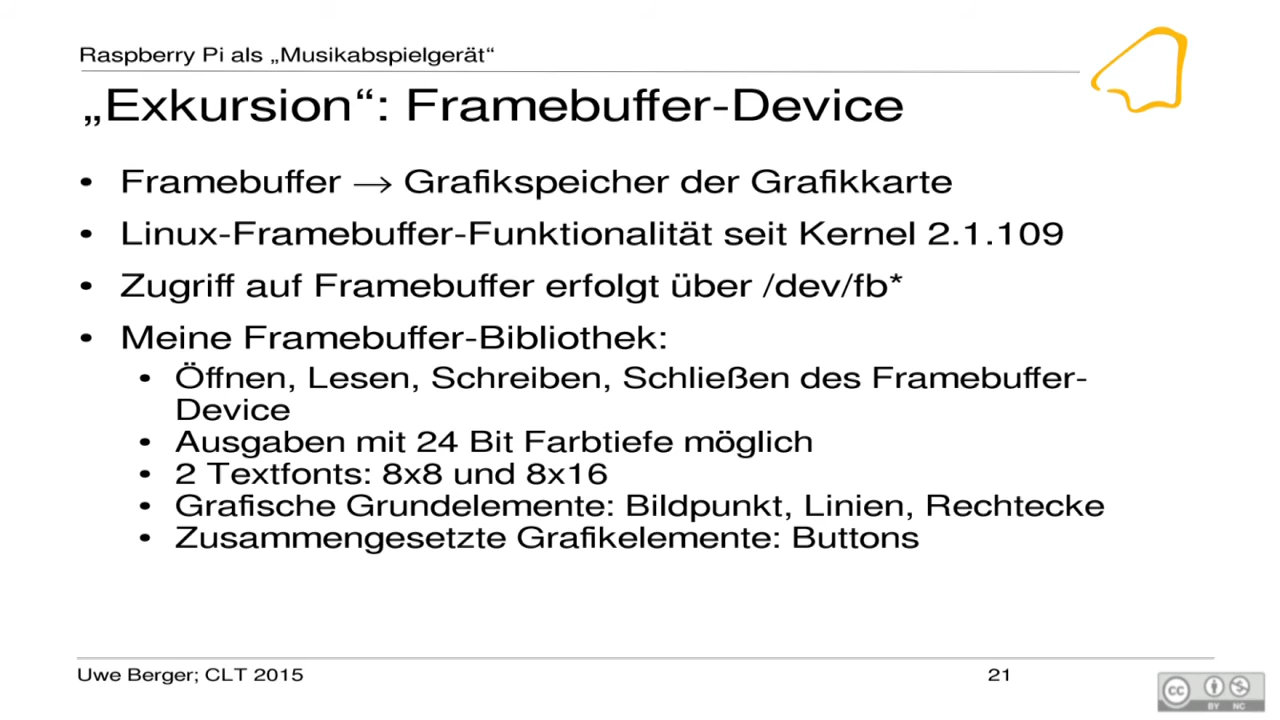 Raspberry Pi als „Musikabspielgerät“
„Exkursion“: Framebuffer-Device
• Framebuffer → Grafikspeicher der Grafikkarte
• Linux-Framebuffer-Funktionalität seit Kernel 2.1.109
• Zugriff auf Framebuffer erfolgt über /dev/fb*
• Meine Framebuffer-Bibliothek:
• Öffnen, Lesen, Schreiben, Schließen des Framebuffer-
Device
• Ausgaben mit 24 Bit Farbtiefe möglich
• 2 Textfonts: 8x8 und 8x16
• Grafische Grundelemente: Bildpunkt, Linien, Rechtecke
• Zusammengesetzte Grafikelemente: Buttons
Uwe Berger; CLT 2015 21
cc BY NC